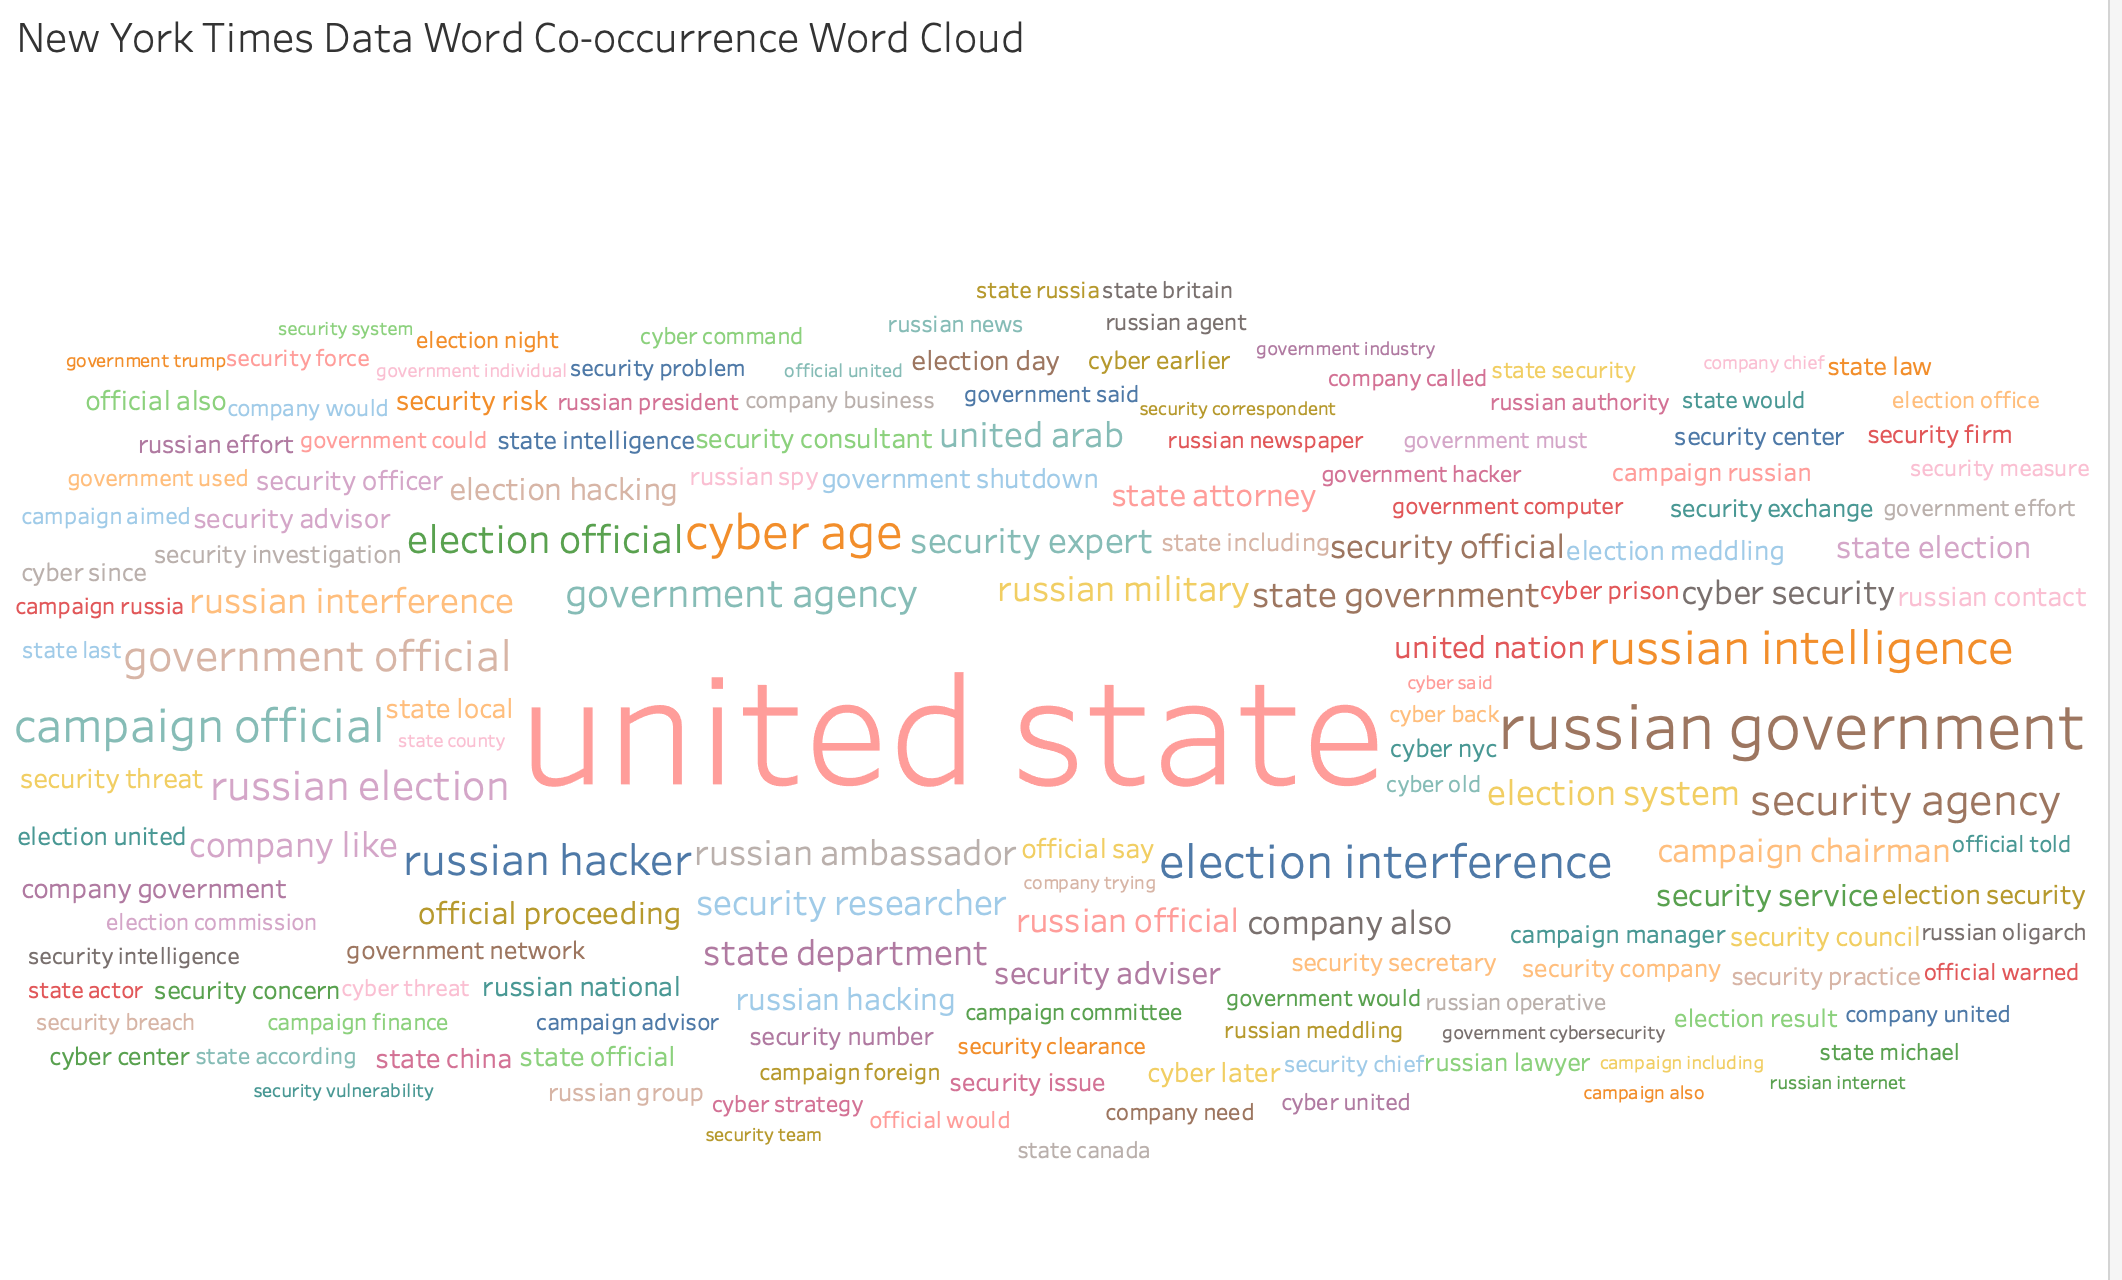 New York Times Data Word Co-occurrence Word Cloud
state russia state britain
security system election night cyber command russian news russian agent
government trump security force government individual security problem official united election day cyber earlier government industry company called state security company chief state law
official also company would security risk russian president company business government said security correspondent russian authority state would election office
russian effort government could state intelligence security consultant united arab russian newspaper government must security center security firm
government used security officer election hacking russian spy government shutdown state attorney government hacker campaign russian security measure
campaign aimed security advisor government computer security exchange government effort
cyber since security investigation election official cyber age security expert state including security official election meddling state election
campaign russia russian interference government agency russian military state government cyber prison cyber security russian contact
state last government official united nation russian intelligence
cyber said
campaign official state local united state cyber back russian government
state county cyber nyc
security threat russian election cyber old election system security agency
election united company like russian hacker russian ambassador official say election interference campaign chairman official told
company government company trying
election commission official proceeding security researcher russian official company also security service election security
security intelligence government network state department security adviser security secretary campaign manager security council russian oligarch
state actor security concern cyber threat russian national security company security practice official warned
security breach campaign finance campaign advisor russian hacking campaign committee government would russian operative election result company united
cyber center state according state china state official security number security clearance russian meddling government cybersecurity state michael
security vulnerability russian group campaign foreign security issue cyber later security chief russian lawyer campaign including russian internet
cyber strategy official would company need cyber united campaign also
security team state canada